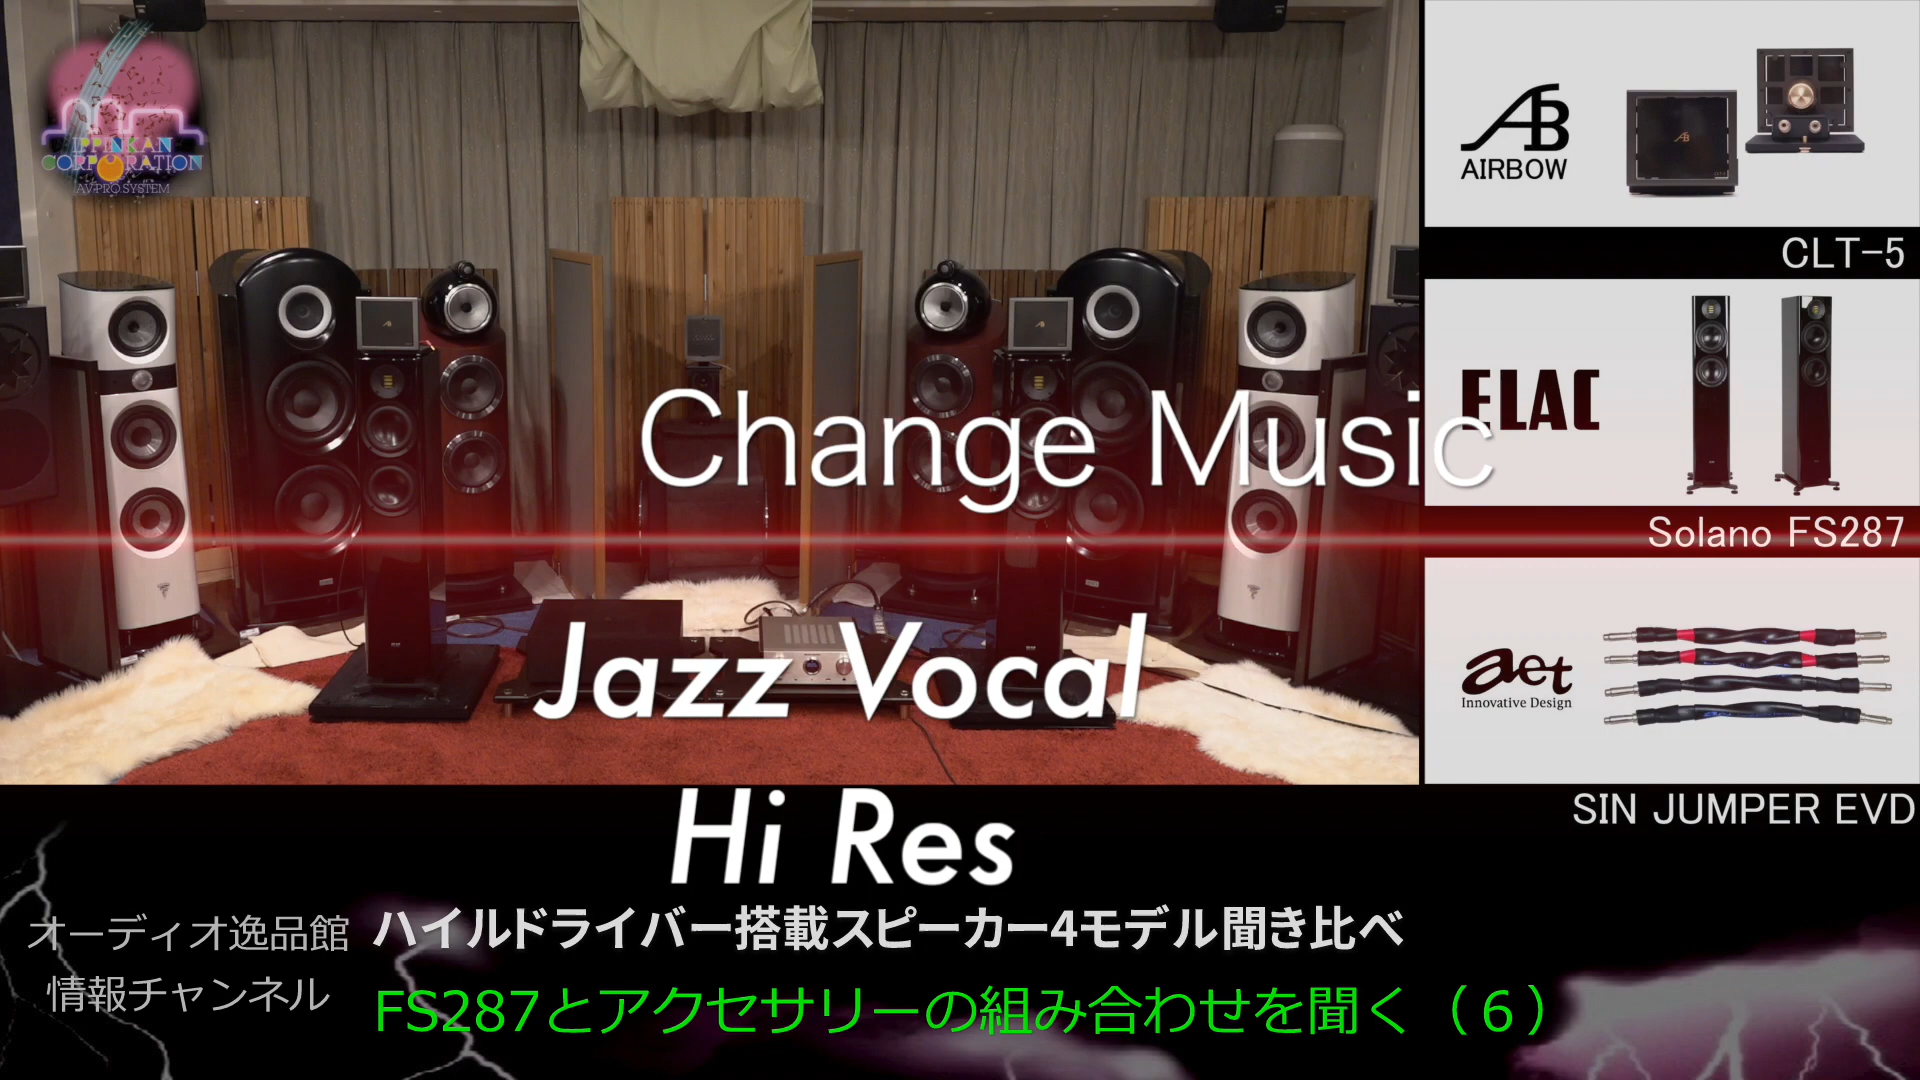 IPPINKAN
CORPORATION
AV-PRO SYSTEM
AIRBOW
CLT-5
Change Music
ELAC
Solano FS287
Jazz Vocal
aet
Innovative Design
Hi Res
SIN JUMPER EVD
オーディオ逸品館
情報チャンネル
ハイルドライバー搭載スピーカー4モデル聞き比べ
FS287とアクセサリーの組み合わせを聞く（6）